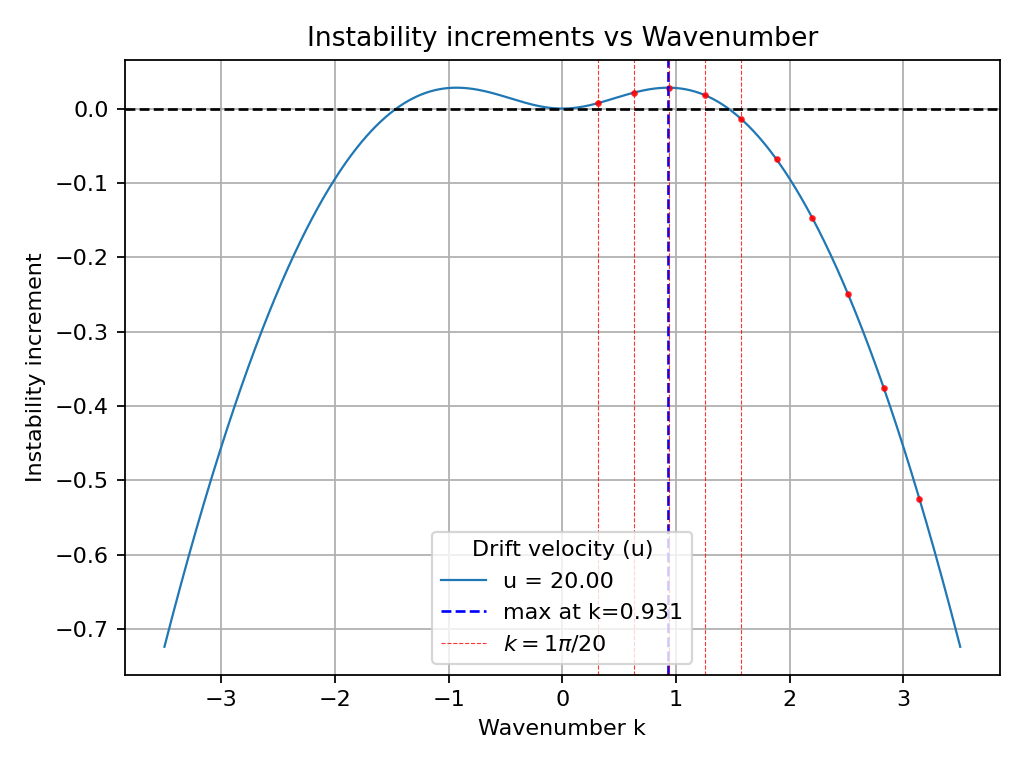 Instability increments vs Wavenumber
Instability increment
0.0
−0.1
−0.2
−0.3
−0.4
−0.5
−0.6
−0.7
Drift velocity (u)
u = 20.00
max at k=0.931
k = 1π/20
−3
−2
−1
0
1
2
3
Wavenumber k